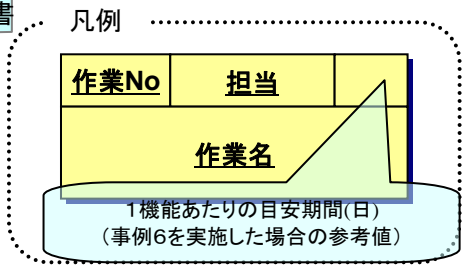 書
凡例
作業No 担当
作業名
1機能あたりの目安期間(日)
(事例6を実施した場合の参考値)